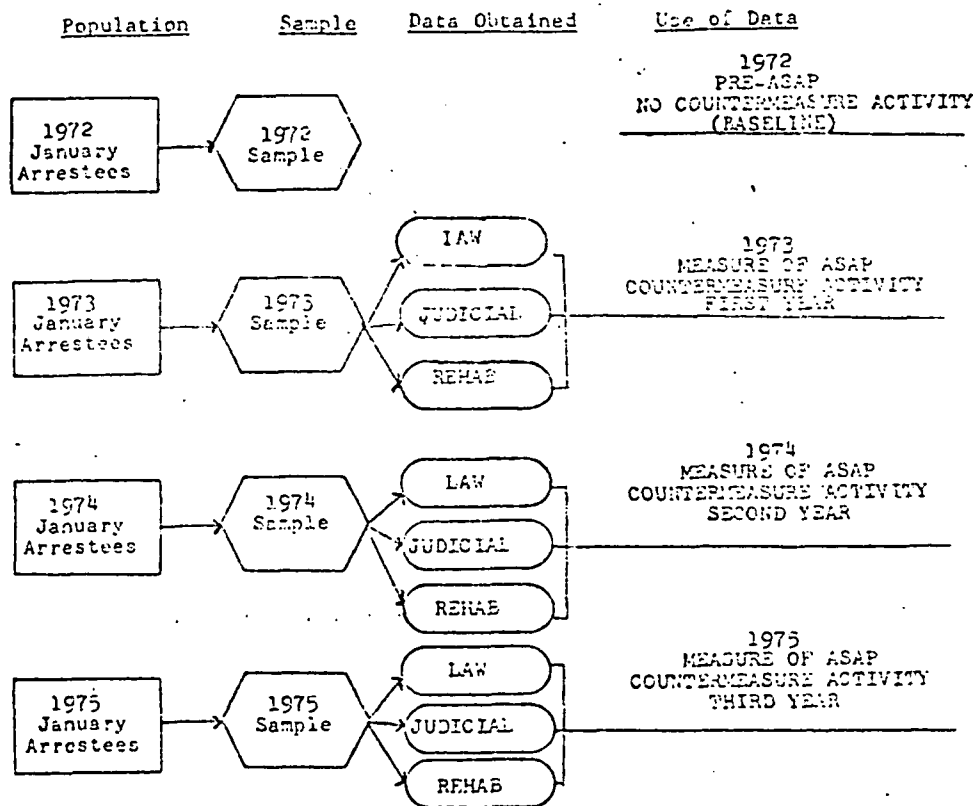 Population Sample Data Obtained Use of Data
1972
PRE-ASAP
NO COUNTERMEASURE ACTIVITY
(BASELINE)
1972
January
Arrestees
1972
Sample
1973
January
Arrestees
1973
Sample
LAW
JUDICIAL
REHAB
1973
MEASURE OF ASAP
COUNTERMEASURE ACTIVITY
FIRST YEAR
1974
January
Arrestees
1974
Sample
LAW
JUDICIAL
REHAB
1974
MEASURE OF ASAP
COUNTERMEASURE ACTIVITY
SECOND YEAR
1975
January
Arrestees
1975
Sample
LAW
JUDICIAL
REHAB
1975
MEASURE OF ASAP
COUNTERMEASURE ACTIVITY
THIRD YEAR